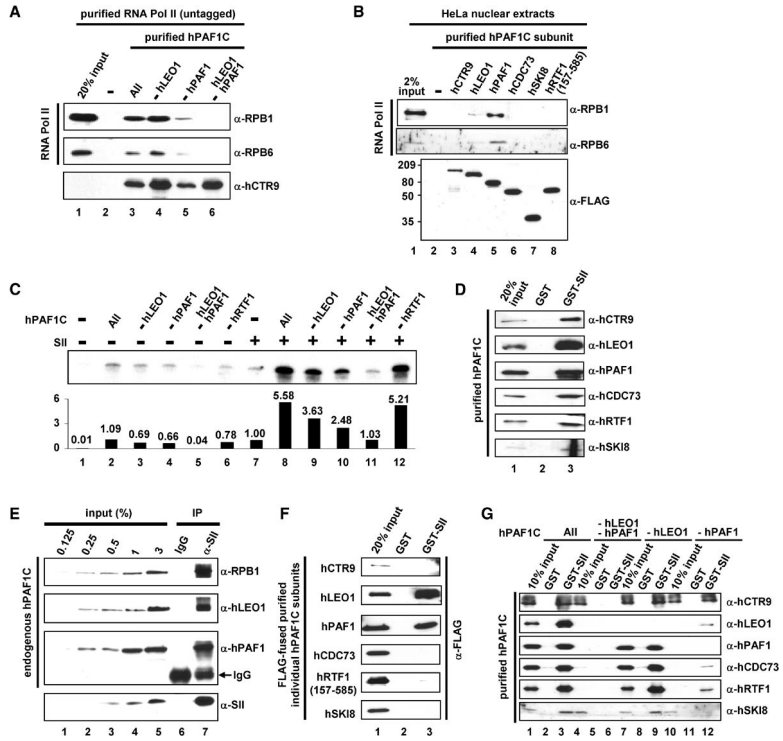 A
purified RNA Pol II (untagged)
purified hPAF1C
20% input
-
All
- hLEO1
- hPAF1
- hLEO1
hPAF1
RNA Pol II
α-RPB1
α-RPB6
α-hCTR9
1 2 3 4 5 6
B
HeLa nuclear extracts
purified hPAF1C subunit
2% input
-
hCTR9
hLEO1
hPAF1
hCDC73
hSKI8
hRTF1
(157-585)
RNA Pol II
α-RPB1
α-RPB6
209
80
50
35
α-FLAG
1 2 3 4 5 6 7 8
C
hPAF1C - All - hLEO1 - hPAF1 - hLEO1 hPAF1 - hRTF1 - All - hLEO1 - hPAF1 - hLEO1 hPAF1 - hRTF1
SII - - - - - - + + + + + +
6
3
0
0.01 1.09 0.69 0.66 0.04 0.78 1.00 5.58 3.63 2.48 1.03 5.21
1 2 3 4 5 6 7 8 9 10 11 12
D
20% input
GST
GST-SII
purified hPAF1C
α-hCTR9
α-hLEO1
α-hPAF1
α-hCDC73
α-hRTF1
α-hSKI8
1 2 3
E
input (%)
IP
0.125 0.25 0.5 1 3 IgG α-SII
endogenous hPAF1C
α-RPB1
α-hLEO1
α-hPAF1
IgG
α-SII
1 2 3 4 5 6 7
F
20% input
GST
GST-SII
FLAG-fused purified
individual hPAF1C subunits
hCTR9
hLEO1
hPAF1
hCDC73
hRTF1
(157-585)
hSKI8
α-FLAG
1 2 3
G
hPAF1C
All
- hLEO1
- hPAF1
- hLEO1
- hPAF1
10% input
GST
GST-SII
10% input
GST
GST-SII
10% input
GST
GST-SII
10% input
GST
GST-SII
purified hPAF1C
α-hCTR9
α-hLEO1
α-hPAF1
α-hCDC73
α-hRTF1
α-hSKI8
1 2 3 4 5 6 7 8 9 10 11 12